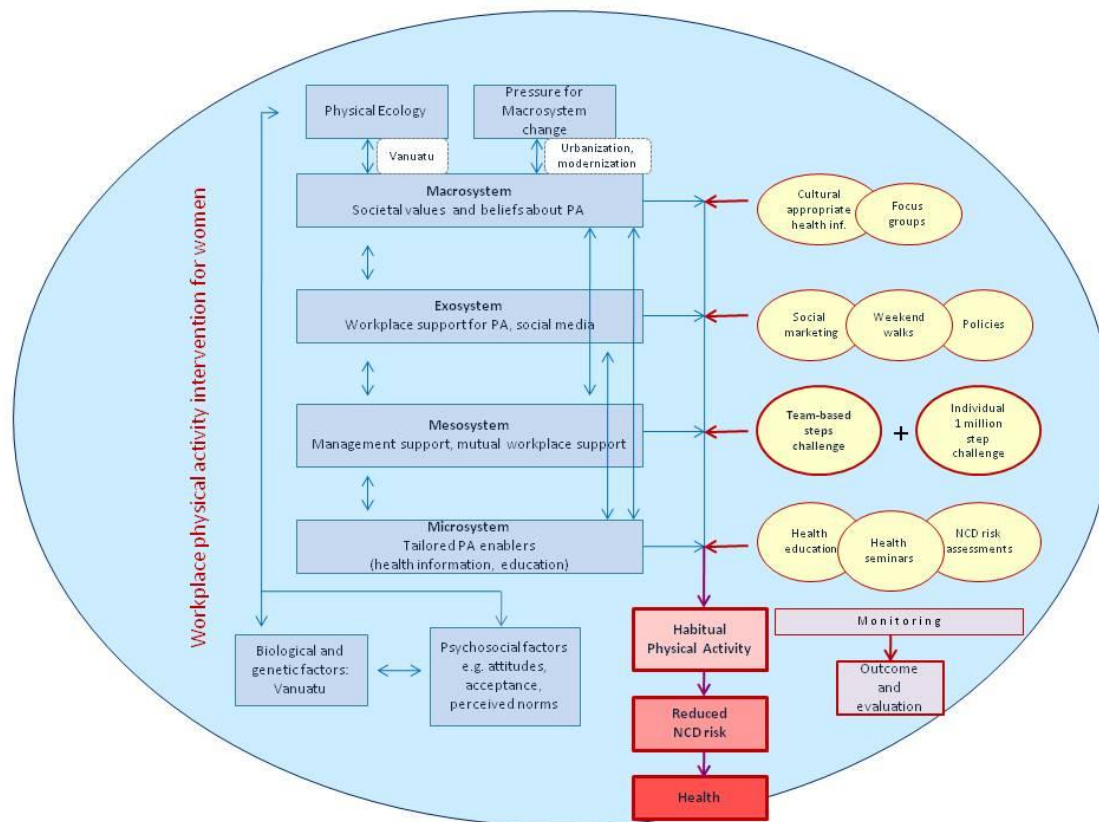 Workplace physical activity intervention for women
Physical Ecology
Pressure for
Macrosystem
change
Vanuatu
Urbanization,
modernization
Macrosystem
Societal values and beliefs about PA
Cultural
appropriate
health inf.
Focus
groups
Exosystem
Workplace support for PA, social media
Social
marketing
Weekend
walks
Policies
Mesosystem
Management support, mutual workplace support
Team-based
steps
challenge
+
Individual
1 million
step
challenge
Microsystem
Tailored PA enablers
(health information, education)
Health
education
Health
seminars
NCD risk
assessments
Biological and
genetic factors:
Vanuatu
Psychosocial factors
e.g. attitudes,
acceptance,
perceived norms
Habitual
Physical Activity
Monitoring
Outcome
and
evaluation
Reduced
NCD risk
Health